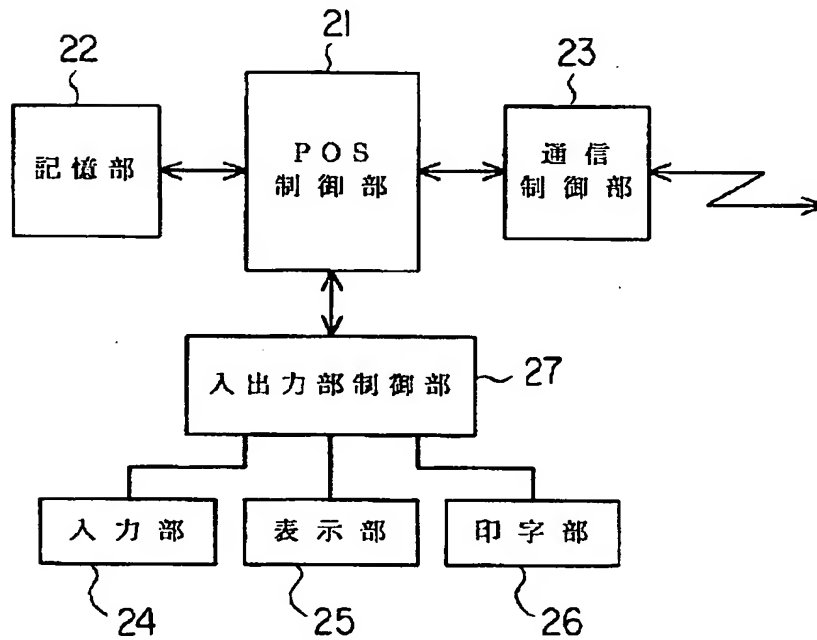 21
22
23
記憶部
POS
制御部
通信
制御部
入出力部制御部
27
入力部
表示部
印字部
24
25
26